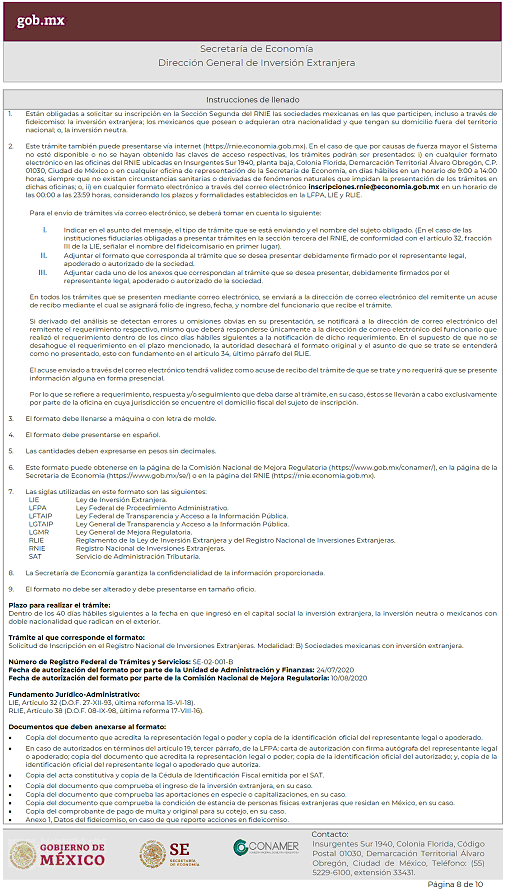 gob.mx
Secretaría de Economía
Dirección General de Inversión Extranjera
Instrucciones de llenado
1. Están obligadas a solicitar su inscripción en la Sección Segunda del RNIE las sociedades mexicanas en las que participen, incluso a través de
fideicomiso: la inversión extranjera; los mexicanos que posean o adquieran otra nacionalidad y que tengan su domicilio fuera del territorio
nacional; o, la inversión neutra.
2. Este trámite también puede presentarse vía internet (https://rnie.economia.gob.mx). En el caso de que por causas de fuerza mayor el Sistema
no esté disponible o no se hayan obtenido las claves de acceso respectivas, los trámites podrán ser presentados: i) en cualquier formato
electrónico en las oficinas del RNIE ubicadas en Insurgentes Sur 1940, planta baja, Colonia Florida, Demarcación Territorial Álvaro Obregón, C.P.
01030, Ciudad de México o en cualquier oficina de representación de la Secretaría de Economía, en días hábiles en un horario de 9:00 a 14:00
horas, siempre que no existan circunstancias sanitarias o derivadas de fenómenos naturales que impidan la presentación de los trámites en
dichas oficinas; o, ii) en cualquier formato electrónico a través del correo electrónico inscripciones.rnie@economia.gob.mx en un horario de
las 00:00 a las 23:59 horas, considerando los plazos y formalidades establecidos en la LFPA, LIE y RLIE.
Para el envío de trámites vía correo electrónico, se deberá tomar en cuenta lo siguiente:
I. Indicar en el asunto del mensaje, el tipo de trámite que se está enviando y el nombre del sujeto obligado. (En el caso de las
instituciones fiduciarias obligadas a presentar trámites en la sección tercera del RNIE, de conformidad con el artículo 32, fracción
III de la LIE, señalar el nombre del fideicomisario en primer lugar).
II. Adjuntar el formato que corresponda al trámite que se desea presentar debidamente firmado por el representante legal,
apoderado o autorizado de la sociedad.
III. Adjuntar cada uno de los anexos que correspondan al trámite que se desea presentar, debidamente firmados por el
representante legal, apoderado o autorizado de la sociedad.
En todos los trámites que se presenten mediante correo electrónico, se enviará a la dirección de correo electrónico del remitente un acuse
de recibo mediante el cual se asignará folio de ingreso, fecha, y nombre del funcionario que recibe el trámite.
Si derivado del análisis se detectan errores u omisiones obvias en su presentación, se notificará a la dirección de correo electrónico del
remitente el requerimiento respectivo, mismo que deberá responderse únicamente a la dirección de correo electrónico del funcionario que
realizó el requerimiento dentro de los cinco días hábiles siguientes a la notificación de dicho requerimiento. En el supuesto de que no se
desahogue el requerimiento en el plazo mencionado, la autoridad desechará el formato original y el asunto de que se trate se entenderá
como no presentado, esto con fundamento en el artículo 34, último párrafo del RLIE.
El acuse enviado a través del correo electrónico tendrá validez como acuse de recibo del trámite de que se trate y no requerirá que se presente
información alguna en forma presencial.
Por lo que se refiere a requerimiento, respuesta y/o seguimiento que deba darse al trámite, en su caso, éstos se llevarán a cabo exclusivamente
por parte de la oficina en cuya jurisdicción se encuentre el domicilio fiscal del sujeto de inscripción.
3. El formato debe llenarse a máquina o con letra de molde.
4. El formato debe presentarse en español.
5. Las cantidades deben expresarse en pesos sin decimales.
6. Este formato puede obtenerse en la página de la Comisión Nacional de Mejora Regulatoria (https://www.gob.mx/conamer/), en la página de la
Secretaría de Economía (https://www.gob.mx/se/) o en la página del RNIE (https://rnie.economia.gob.mx).
7. Las siglas utilizadas en este formato son las siguientes:
LIE Ley de Inversión Extranjera.
LFPA Ley Federal de Procedimiento Administrativo.
LFTAIP Ley Federal de Transparencia y Acceso a la Información Pública.
LGTAIP Ley General de Transparencia y Acceso a la Información Pública.
LGMR Ley General de Mejora Regulatoria.
RLIE Reglamento de la Ley de Inversión Extranjera y del Registro Nacional de Inversiones Extranjeras.
RNIE Registro Nacional de Inversiones Extranjeras.
SAT Servicio de Administración Tributaria.
8. La Secretaría de Economía garantiza la confidencialidad de la información proporcionada.
9. El formato no debe ser alterado y debe presentarse en tamaño oficio.
Plazo para realizar el trámite:
Dentro de los 40 días hábiles siguientes a la fecha en que ingresó en el capital social la inversión extranjera, la inversión neutra o mexicanos con
doble nacionalidad que radican en el exterior.
Trámite al que corresponde el formato:
Solicitud de Inscripción en el Registro Nacional de Inversiones Extranjeras. Modalidad: B) Sociedades mexicanas con inversión extranjera.
Número de Registro Federal de Trámites y Servicios: SE-02-001-B
Fecha de autorización del formato por parte de la Unidad de Administración y Finanzas: 24/07/2020
Fecha de autorización del formato por parte de la Comisión Nacional de Mejora Regulatoria: 10/08/2020
Fundamento Jurídico-Administrativo:
LIE, Artículo 32 (D.O.F. 27-XII-93, última reforma 15-VI-18).
RLIE, Artículo 38 (D.O.F. 08-IX-98, última reforma 17-VIII-16).
Documentos que deben anexarse al formato:
• Copia del documento que acredita la representación legal o poder y copia de la identificación oficial del representante legal o apoderado.
• En caso de autorizados en términos del artículo 19, tercer párrafo, de la LFPA: carta de autorización con firma autógrafa del representante legal
o apoderado; copia del documento que acredita la representación legal o poder; copia de la identificación oficial del autorizado; y, copia de la
identificación oficial del representante legal o apoderado que autoriza.
• Copia del acta constitutiva y copia de la Cédula de Identificación Fiscal emitida por el SAT.
• Copia del documento que comprueba el ingreso de la inversión extranjera, en su caso.
• Copia del documento que comprueba las aportaciones en especie o capitalizaciones, en su caso.
• Copia del documento que comprueba la condición de estancia de personas físicas extranjeras que residan en México, en su caso.
• Copia del comprobante de pago de multa y original para su cotejo, en su caso.
• Anexo 1, Datos del fideicomiso, en caso de que reporte acciones en fideicomiso.
GOBIERNO DE
MÉXICO
SE
SECRETARÍA
DE ECONOMÍA
CONAMER
Contacto:
Insurgentes Sur 1940, Colonia Florida, Código
Postal 01030, Demarcación Territorial Álvaro
Obregón, Ciudad de México, Teléfono: (55)
5229-6100, extensión 33431.
Página 8 de 10